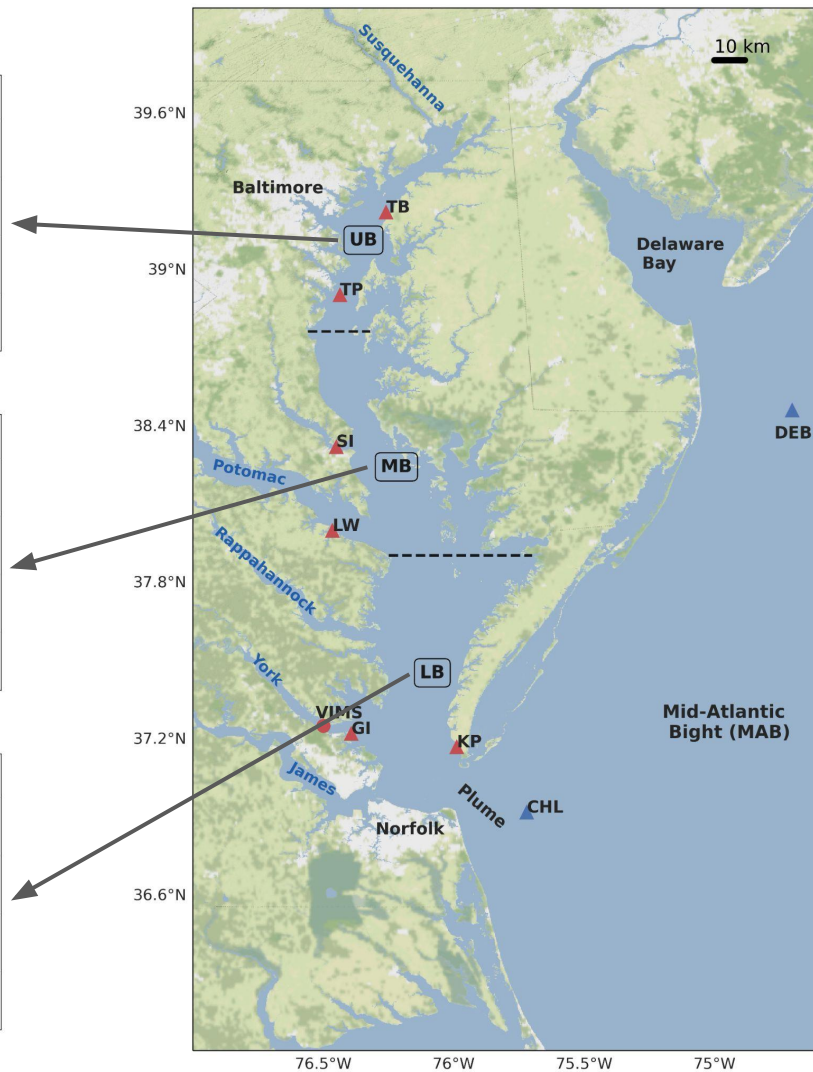 10 km
Susquehanna
39.6°N
Baltimore
TB
UB
Delaware
Bay
39°N
TP
38.4°N
DEB
SI
MB
Potomac
LW
37.8°N
Rappahannock
York
LB
VIMS
GI
Mid-Atlantic
Bight (MAB)
37.2°N
KP
James
Plume
CHL
Norfolk
36.6°N
76.5°W
76°W
75.5°W
75°W